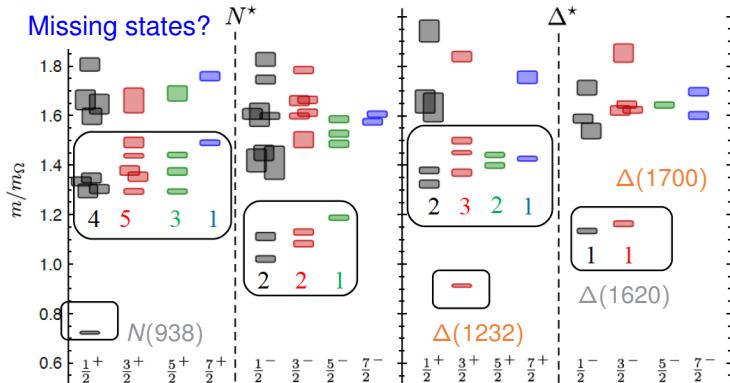 Missing states?
N★
Δ★
m/mΩ
1.8
1.6
1.4
1.2
1.0
0.8
0.6
4 5 3 1
2 2 1
2 3 2 1
1 1
Δ(1700)
Δ(1620)
N(938)
Δ(1232)
1/2+ 3/2+ 5/2+ 7/2+ 1/2− 3/2− 5/2− 7/2− 1/2+ 3/2+ 5/2+ 7/2+ 1/2− 3/2− 5/2− 7/2−